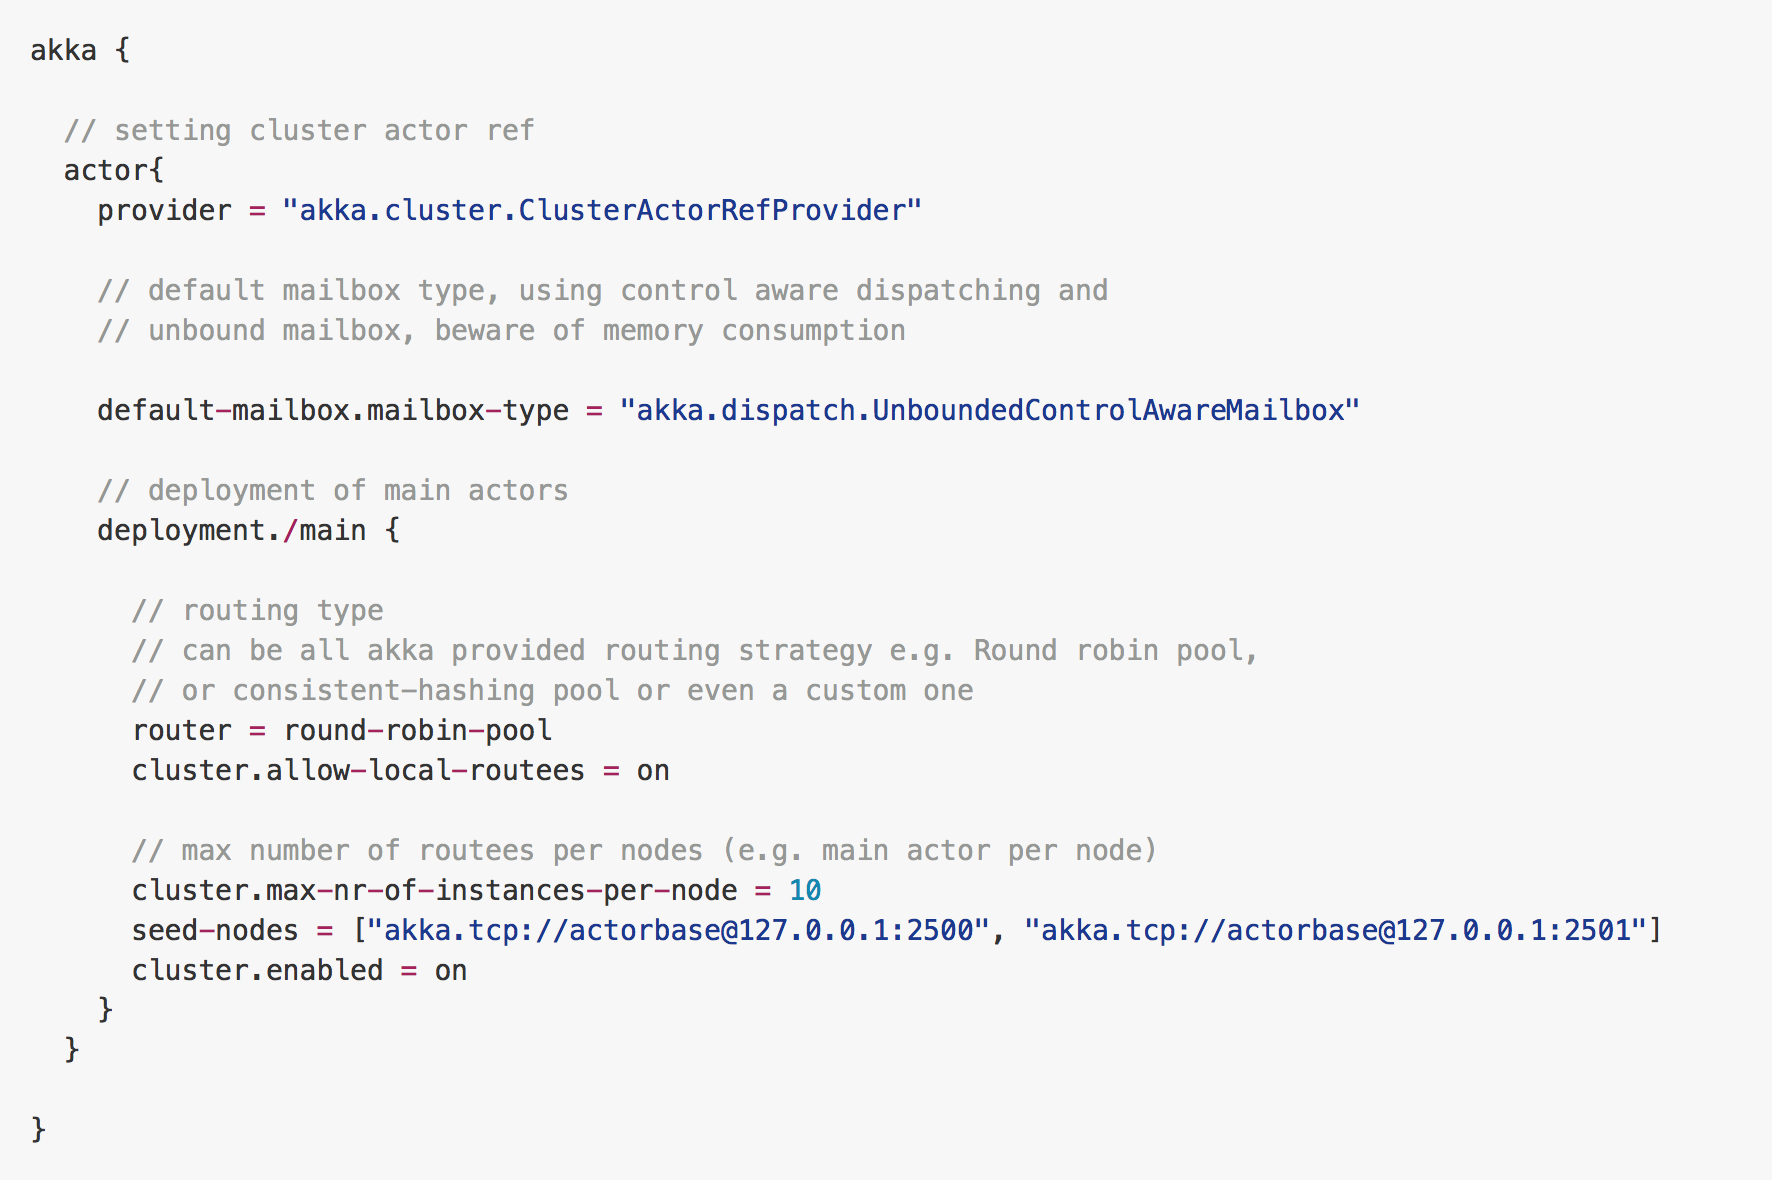 akka {
// setting cluster actor ref
actor{
provider = "akka.cluster.ClusterActorRefProvider"
// default mailbox type, using control aware dispatching and
// unbound mailbox, beware of memory consumption
default-mailbox.mailbox-type = "akka.dispatch.UnboundedControlAwareMailbox"
// deployment of main actors
deployment./main {
// routing type
// can be all akka provided routing strategy e.g. Round robin pool,
// or consistent-hashing pool or even a custom one
router = round-robin-pool
cluster.allow-local-routees = on
// max number of routees per nodes (e.g. main actor per node)
cluster.max-nr-of-instances-per-node = 10
seed-nodes = ["akka.tcp://actorbase@127.0.0.1:2500", "akka.tcp://actorbase@127.0.0.1:2501"]
cluster.enabled = on
}
}
}